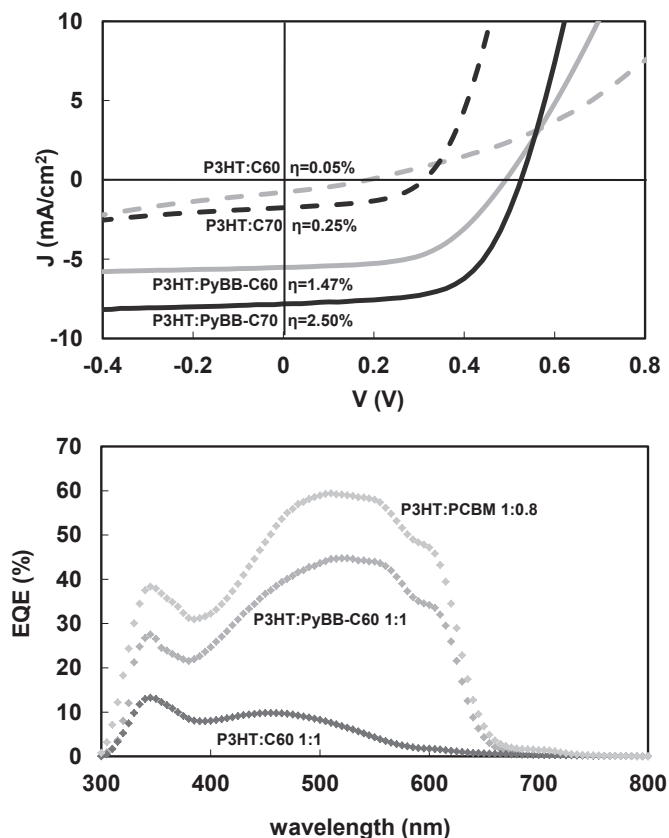 10
5
0
-5
-10
J (mA/cm²)
P3HT:C60 η=0.05%
P3HT:C70 η=0.25%
P3HT:PyBB-C60 η=1.47%
P3HT:PyBB-C70 η=2.50%
-0.4 -0.2 0 0.2 0.4 0.6 0.8
V (V)
70
60
50
40
30
20
10
0
EQE (%)
P3HT:PCBM 1:0.8
P3HT:PyBB-C60 1:1
P3HT:C60 1:1
300 400 500 600 700 800
wavelength (nm)